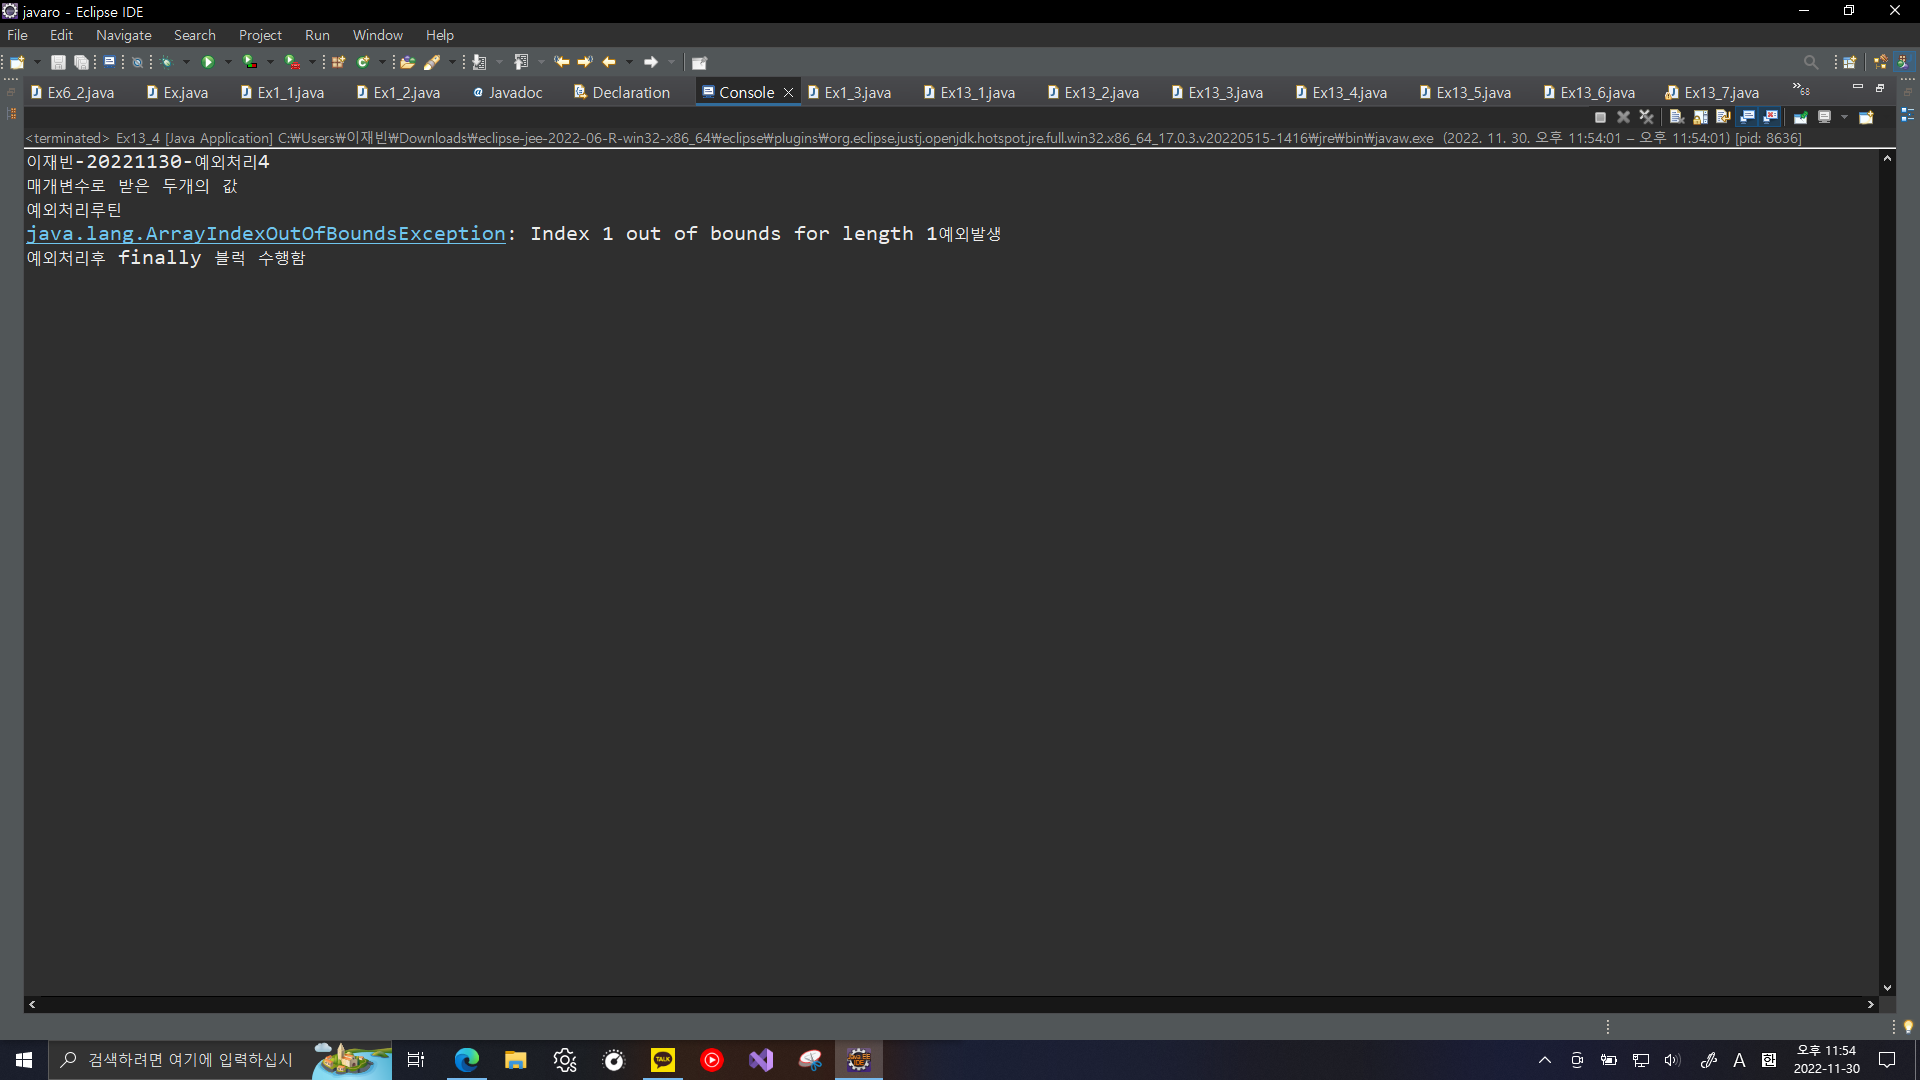 javaro - Eclipse IDE
File Edit Navigate Search Project Run Window Help
Ex6_2.java Ex.java Ex1_1.java Ex1_2.java @ Javadoc Declaration Console Ex1_3.java Ex13_1.java Ex13_2.java Ex13_3.java Ex13_4.java Ex13_5.java Ex13_6.java Ex13_7.java »68
<terminated> Ex13_4 [Java Application] C:₩Users₩이재빈₩Downloads₩eclipse-jee-2022-06-R-win32-x86_64₩eclipse₩plugins₩org.eclipse.justj.openjdk.hotspot.jre.full.win32.x86_64_17.0.3.v20220515-1416₩jre₩bin₩javaw.exe (2022. 11. 30. 오후 11:54:01 – 오후 11:54:01) [pid: 8636]
이재빈-20221130-예외처리4
매개변수로 받은 두개의 값
예외처리루틴
java.lang.ArrayIndexOutOfBoundsException: Index 1 out of bounds for length 1예외발생
예외처리후 finally 블럭 수행함
검색하려면 여기에 입력하십시
TALK
A
오후 11:54
2022-11-30